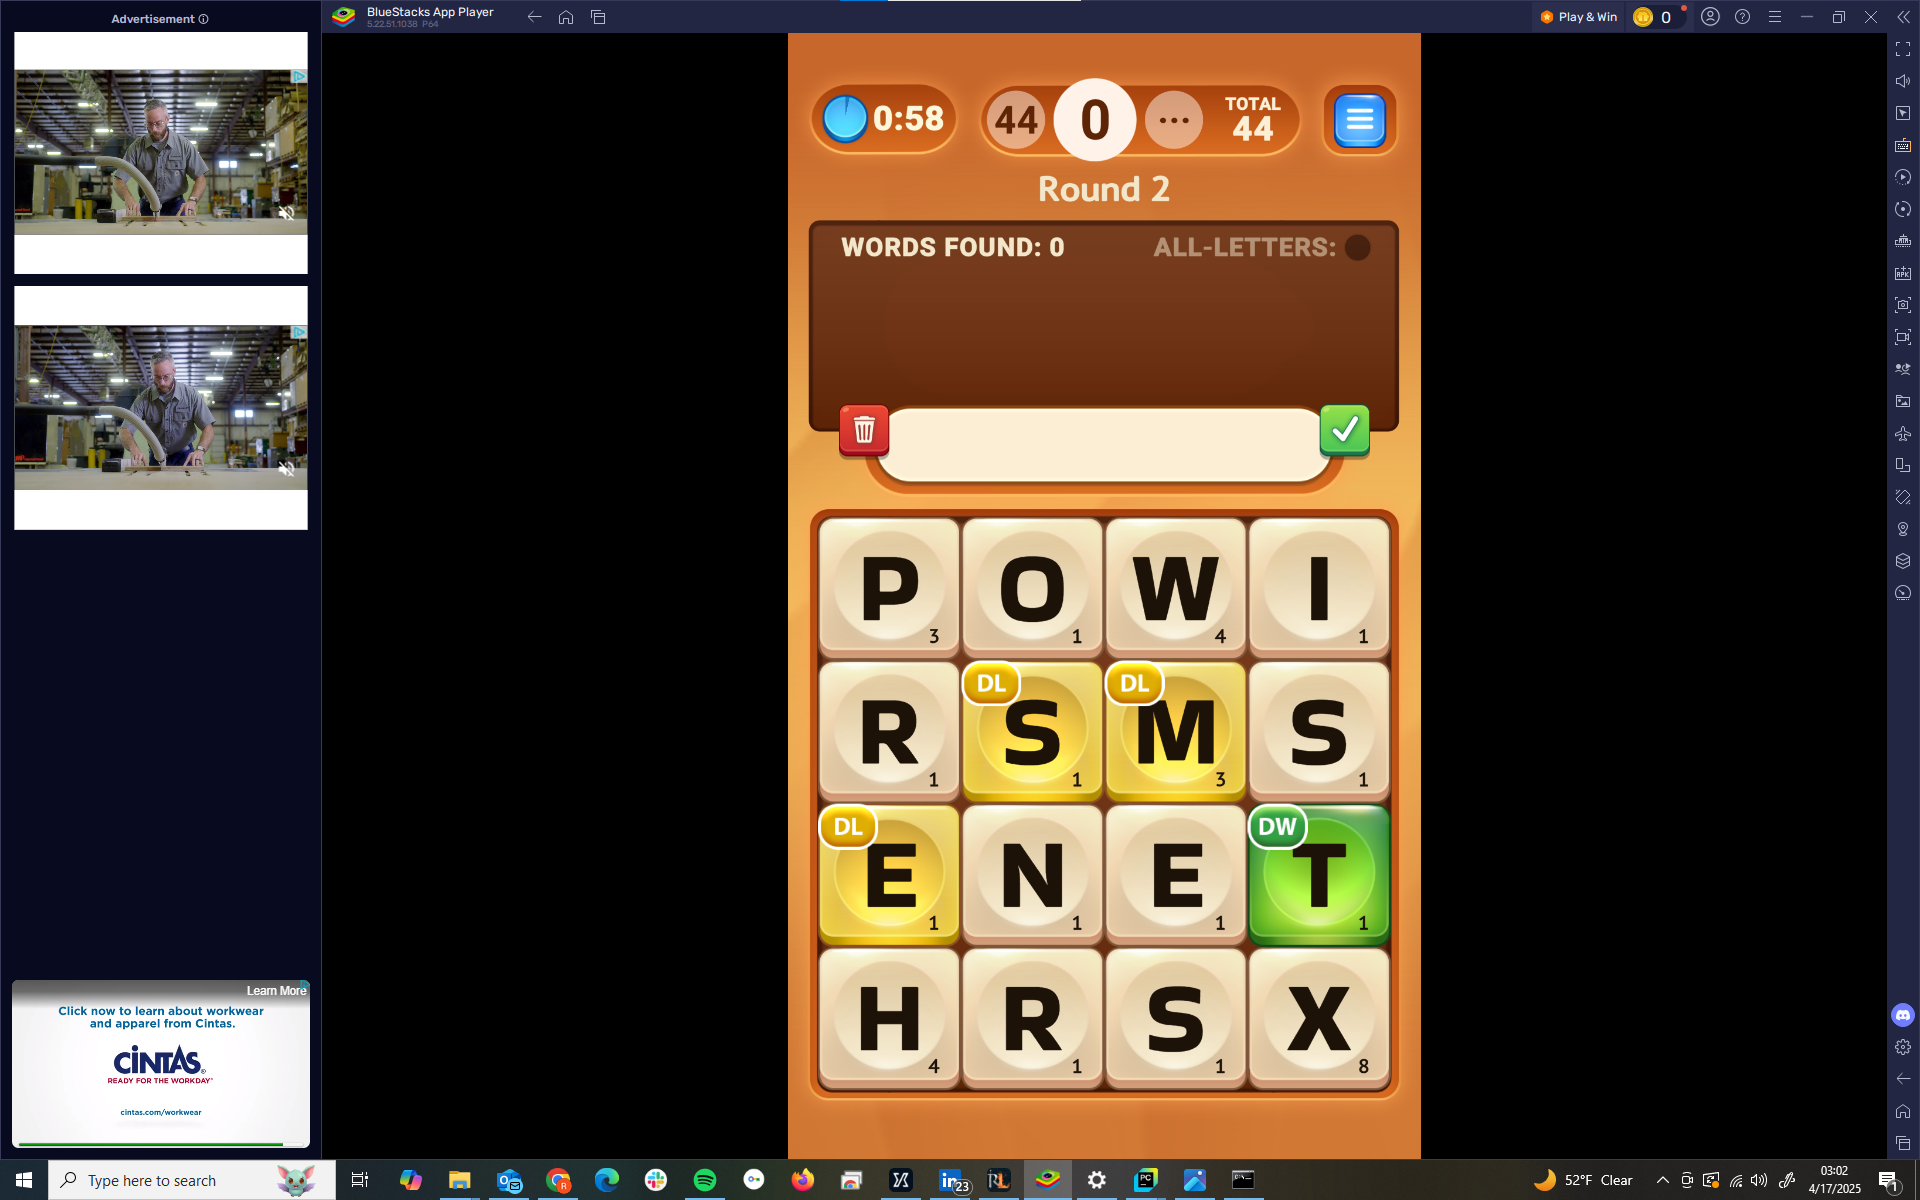 Advertisement
BlueStacks App Player
5.22.51.1038 P64
Play & Win
0
0:58
44
0
...
TOTAL
44
Round 2
WORDS FOUND: 0
ALL-LETTERS:
P 3
O 1
W 4
I 1
R 1
DL S 1
DL M 3
S 1
DL E 1
N 1
E 1
DW T 1
H 4
R 1
S 1
X 8
Learn More
Click now to learn about workwear
and apparel from Cintas.
CINTAS
READY FOR THE WORKDAY
cintas.com/workwear
Type here to search
23
52°F Clear
03:02
4/17/2025
1